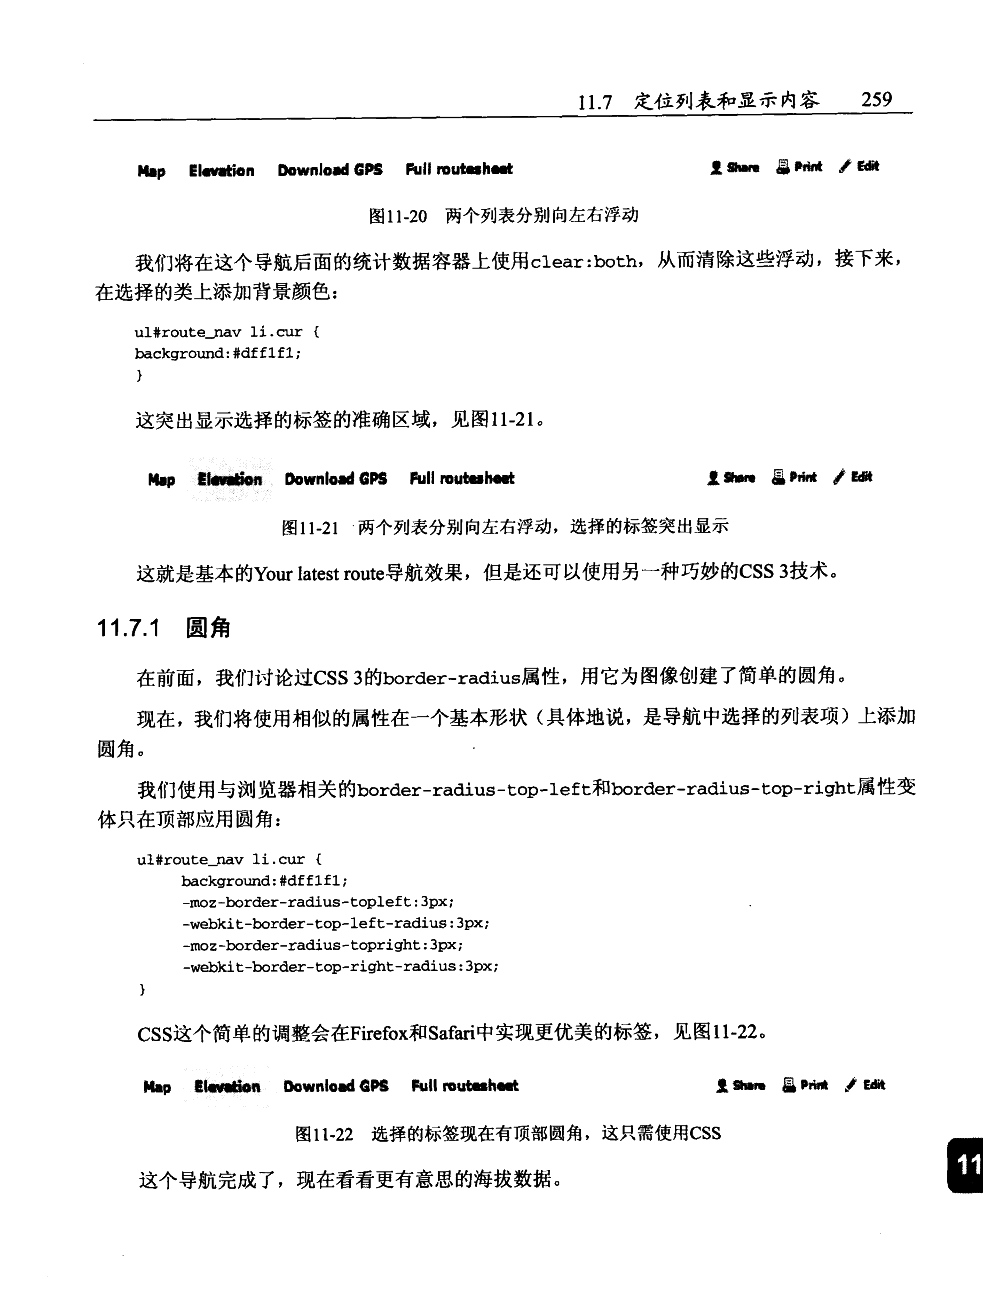 11.7 定位列表和显示内容 259
Map Elevation Download GPS Full routesheet Share Print Edit
图11-20 两个列表分别向左右浮动
我们将在这个导航后面的统计数据容器上使用clear:both，从而清除这些浮动，接下来，
在选择的类上添加背景颜色：
ul#route_nav li.cur {
background:#dff1f1;
}
这突出显示选择的标签的准确区域，见图11-21。
Map Elevation Download GPS Full routesheet Share Print Edit
图11-21 两个列表分别向左右浮动，选择的标签突出显示
这就是基本的Your latest route导航效果，但是还可以使用另一种巧妙的CSS 3技术。
11.7.1 圆角
在前面，我们讨论过CSS 3的border-radius属性，用它为图像创建了简单的圆角。
现在，我们将使用相似的属性在一个基本形状（具体地说，是导航中选择的列表项）上添加
圆角。
我们使用与浏览器相关的border-radius-top-left和border-radius-top-right属性变
体只在顶部应用圆角：
ul#route_nav li.cur {
background:#dff1f1;
-moz-border-radius-topleft:3px;
-webkit-border-top-left-radius:3px;
-moz-border-radius-topright:3px;
-webkit-border-top-right-radius:3px;
}
CSS这个简单的调整会在Firefox和Safari中实现更优美的标签，见图11-22。
Map Elevation Download GPS Full routesheet Share Print Edit
图11-22 选择的标签现在有顶部圆角，这只需使用CSS
这个导航完成了，现在看看更有意思的海拔数据。
11